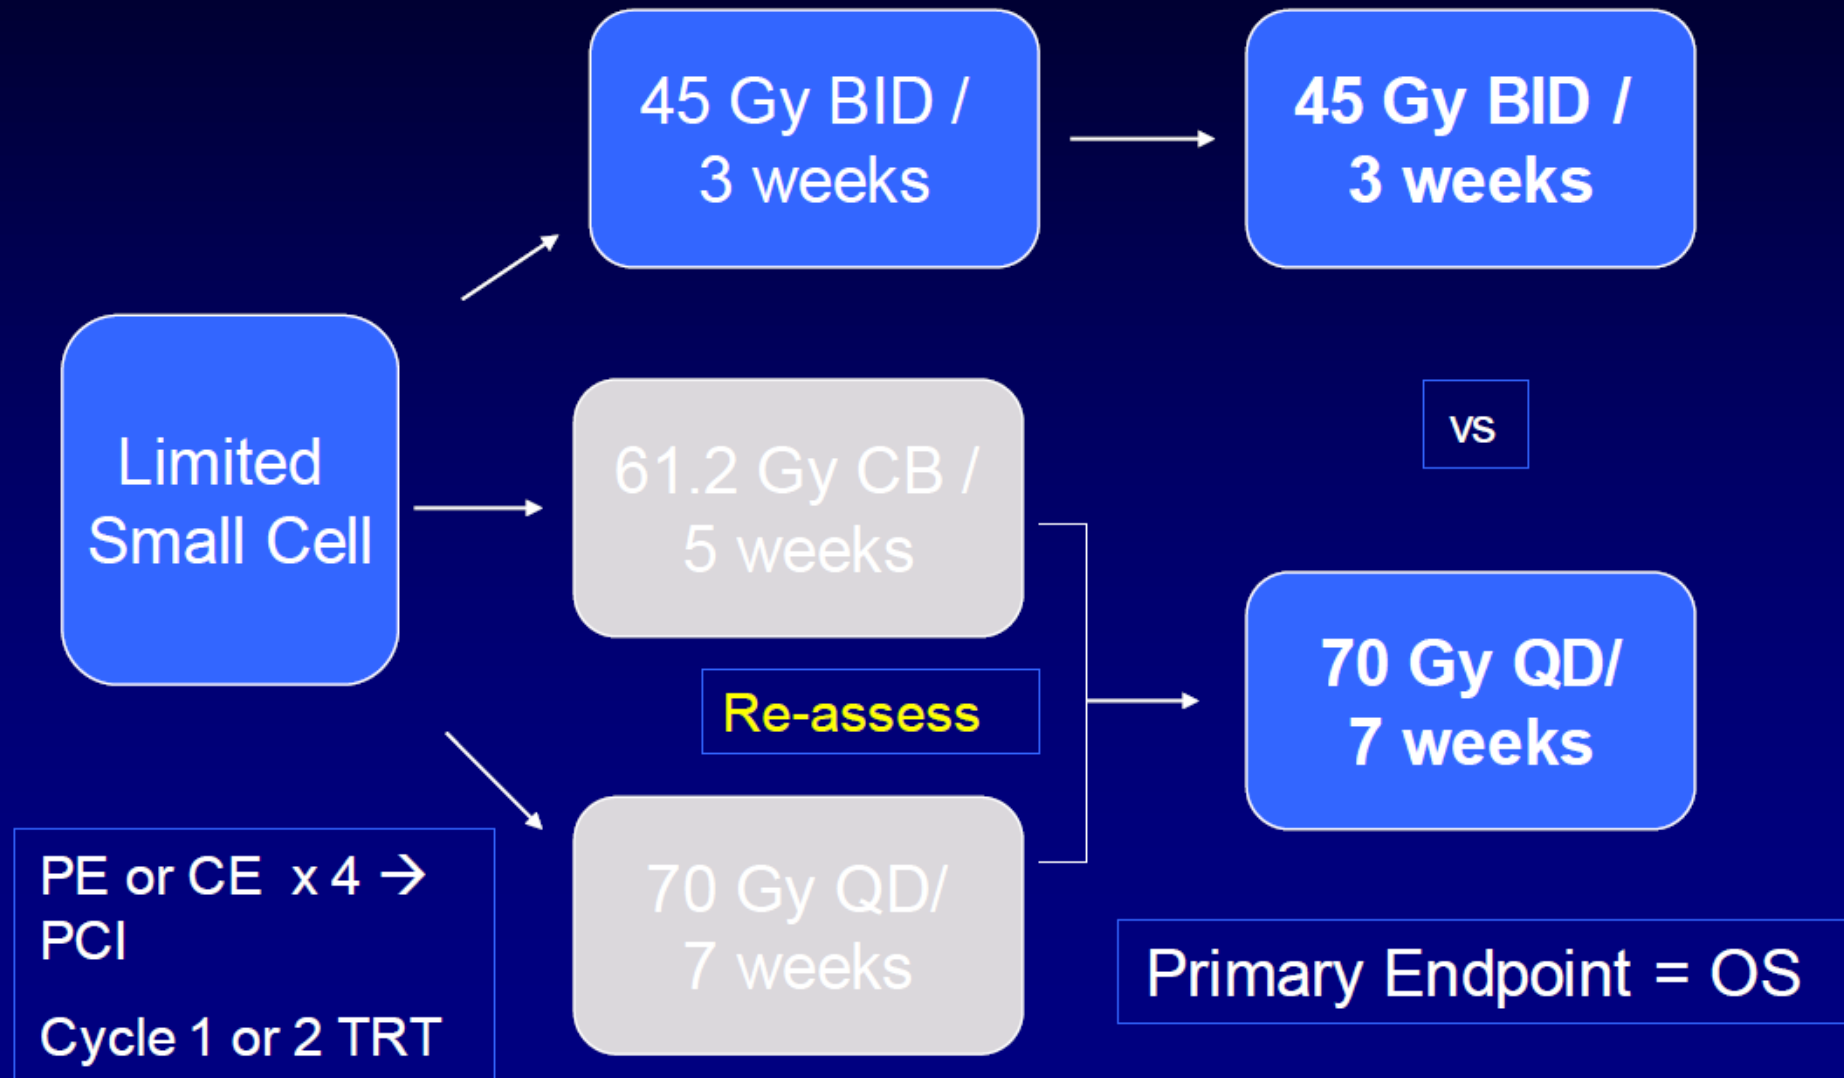 45 Gy BID /
3 weeks
45 Gy BID /
3 weeks
Limited
Small Cell
61.2 Gy CB /
5 weeks
vs
Re-assess
70 Gy QD/
7 weeks
70 Gy QD/
7 weeks
PE or CE x 4 →
PCI
Cycle 1 or 2 TRT
Primary Endpoint = OS